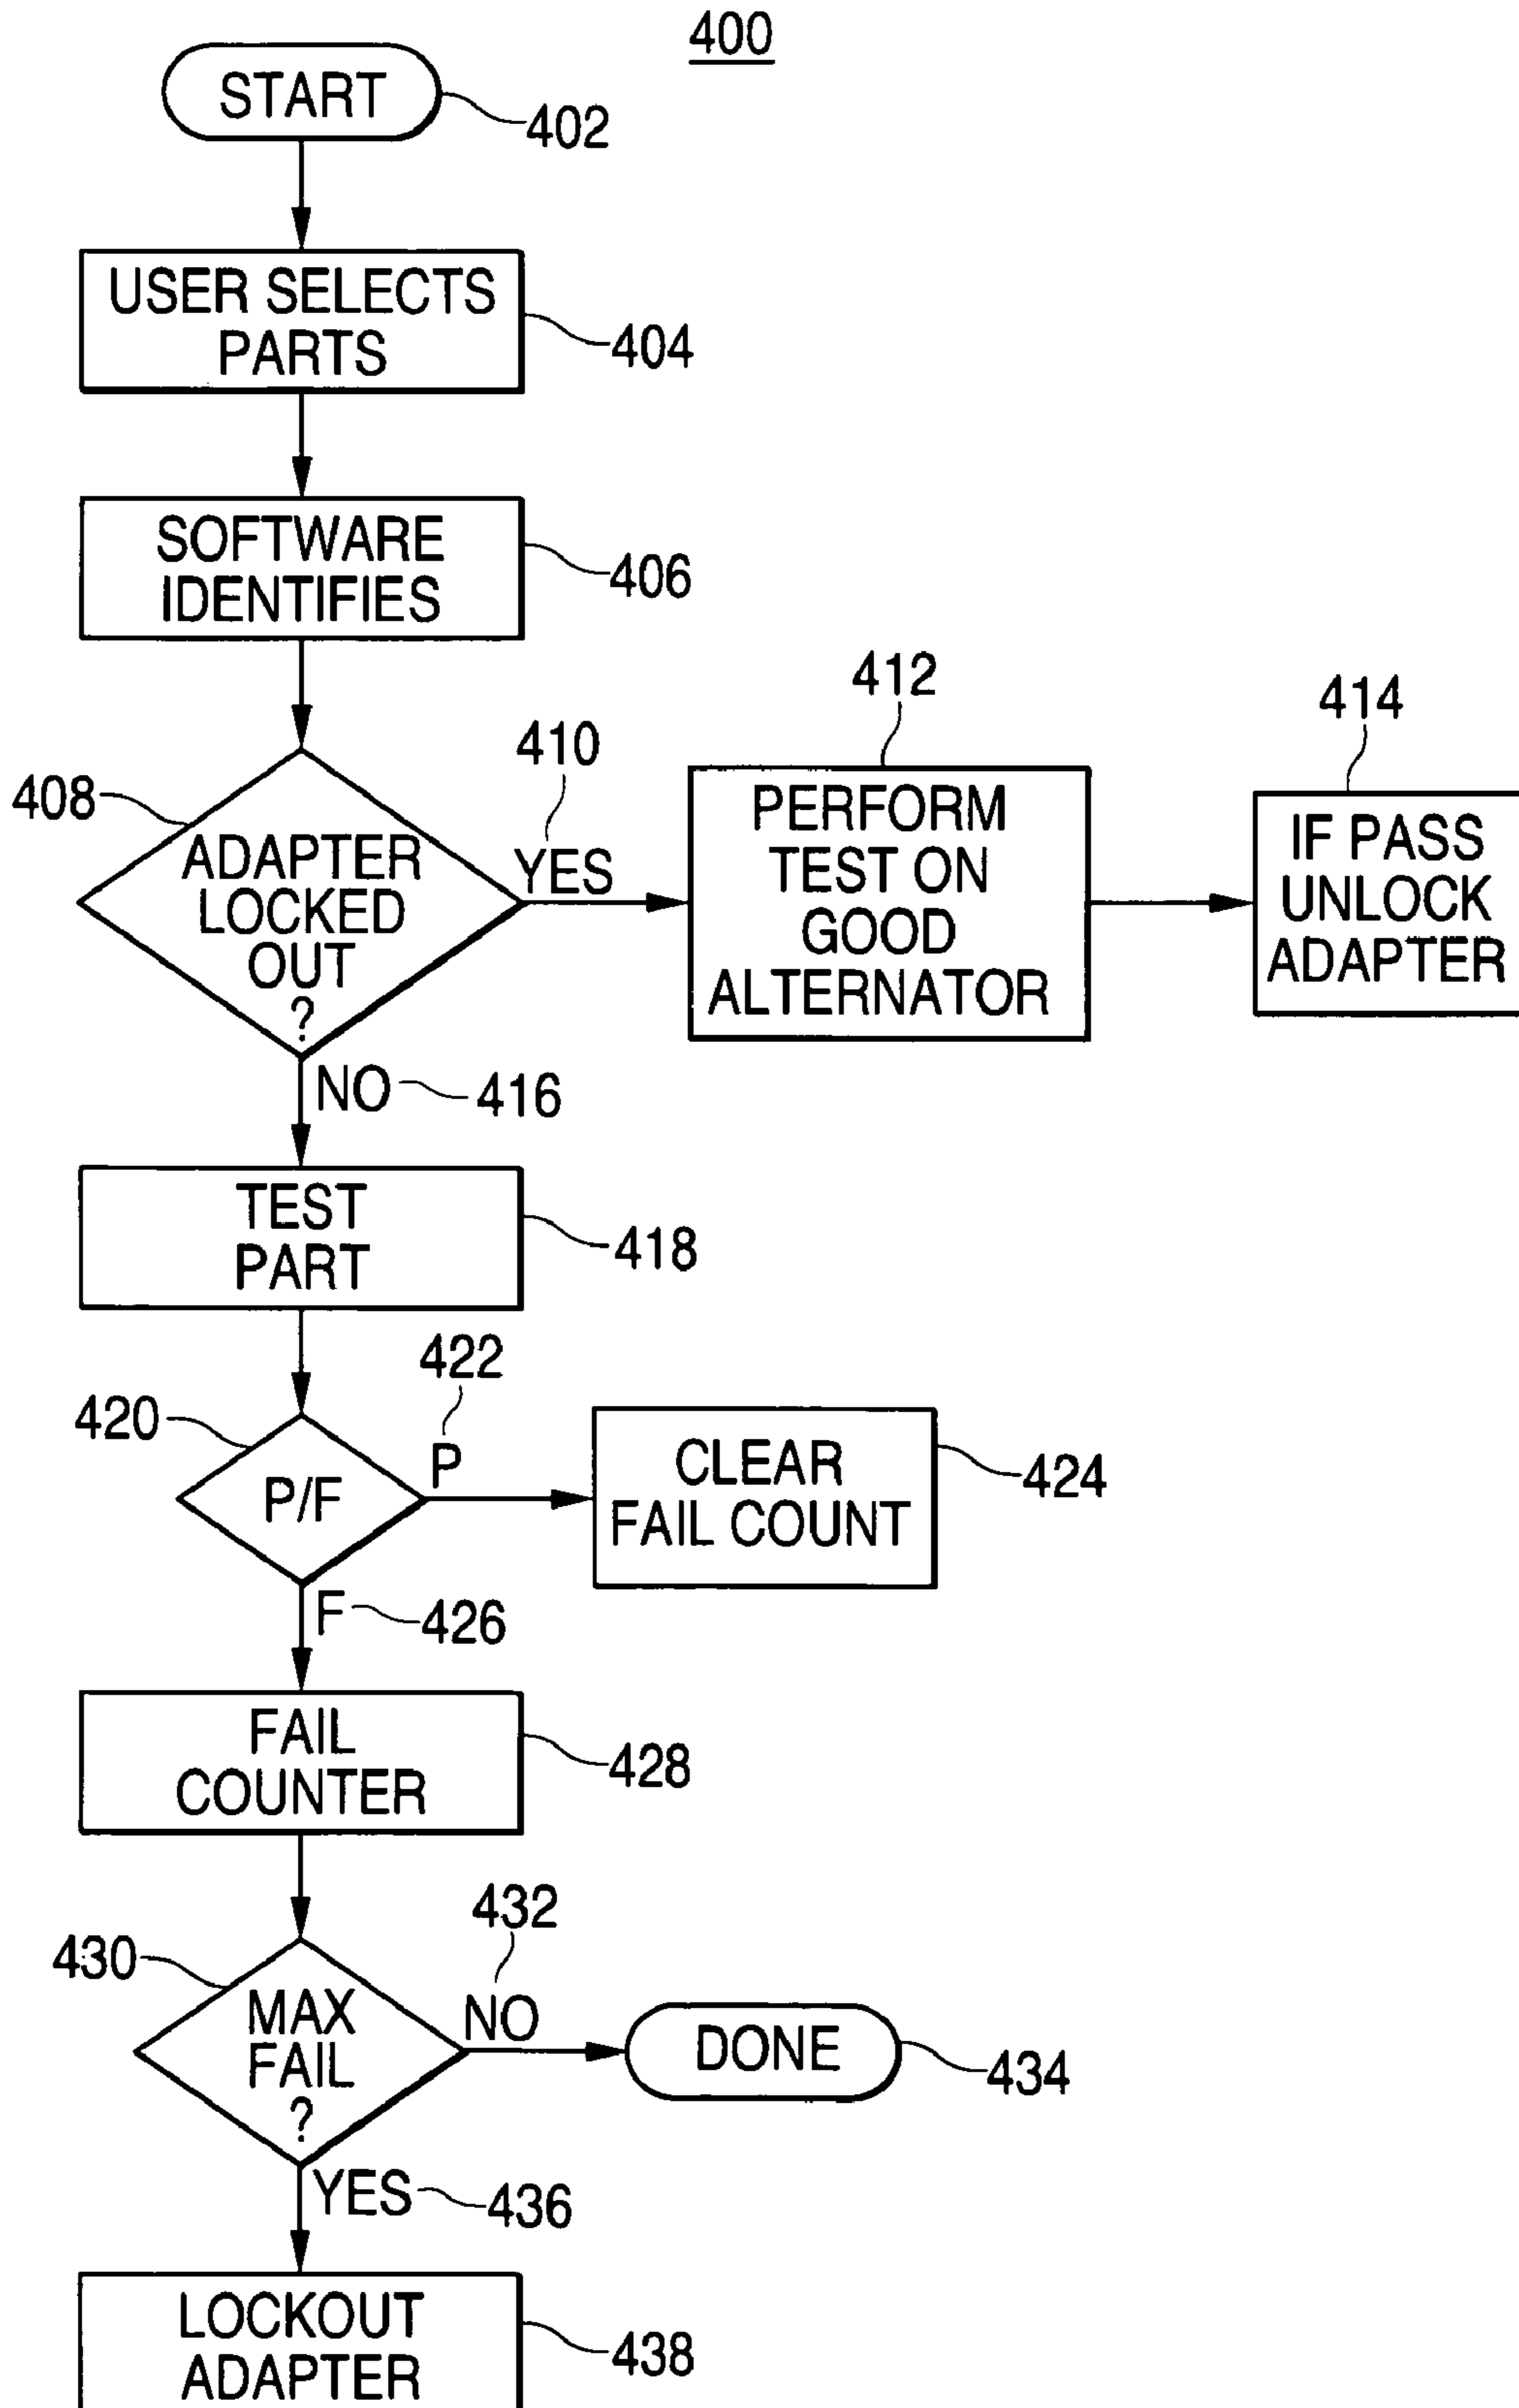 400
START
402
USER SELECTS
PARTS
404
SOFTWARE
IDENTIFIES
406
408
ADAPTER
LOCKED
OUT
?
410
YES
412
PERFORM
TEST ON
GOOD
ALTERNATOR
414
IF PASS
UNLOCK
ADAPTER
NO
416
TEST
PART
418
420
P/F
422
P
CLEAR
FAIL COUNT
424
F
426
FAIL
COUNTER
428
430
MAX
FAIL
?
432
NO
DONE
434
YES
436
LOCKOUT
ADAPTER
438